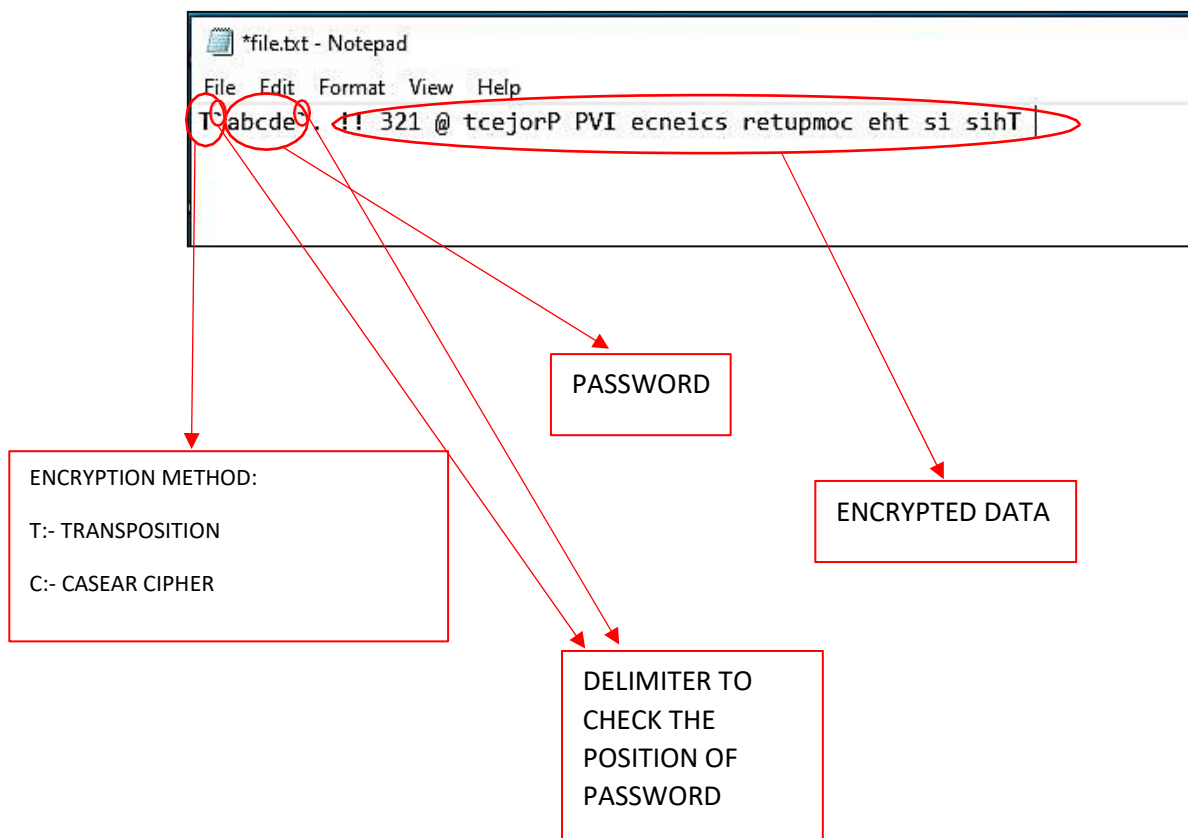 *file.txt - Notepad
File Edit Format View Help
T`abcde`. !! 321 @ tcejorP PVI ecneics retupmoc eht si sihT
PASSWORD
ENCRYPTION METHOD:
T:- TRANSPOSITION
C:- CASEAR CIPHER
ENCRYPTED DATA
DELIMITER TO
CHECK THE
POSITION OF
PASSWORD